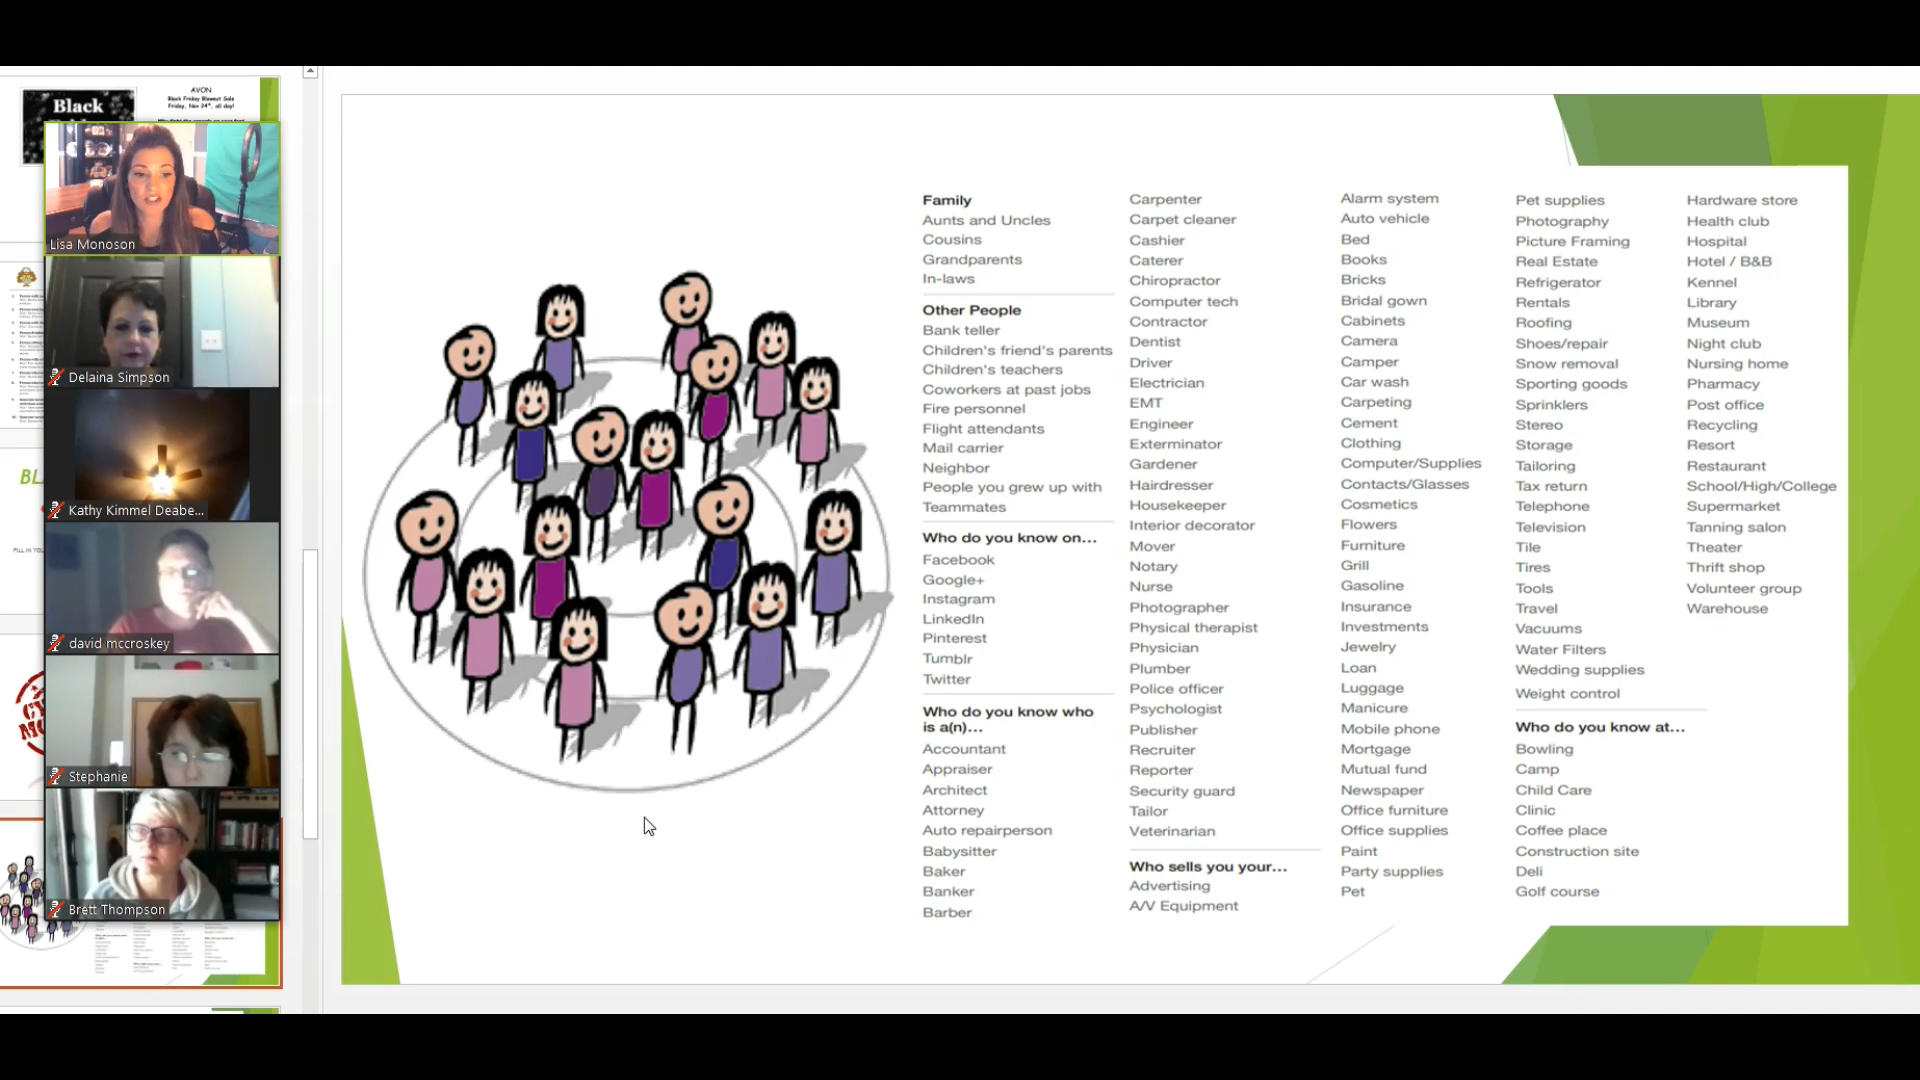 Black
AVON
Black Friday Blowout Sale
Friday, Nov 24th, all day!
Lisa Monoson
Delaina Simpson
Kathy Kimmel Deabe...
david mccroskey
Stephanie
Brett Thompson
Family
Aunts and Uncles
Cousins
Grandparents
In-laws
Other People
Bank teller
Children's friend's parents
Children's teachers
Coworkers at past jobs
Fire personnel
Flight attendants
Mail carrier
Neighbor
People you grew up with
Teammates
Who do you know on...
Facebook
Google+
Instagram
LinkedIn
Pinterest
Tumblr
Twitter
Who do you know who
is a(n)...
Accountant
Appraiser
Architect
Attorney
Auto repairperson
Babysitter
Baker
Banker
Barber
Carpenter
Carpet cleaner
Cashier
Caterer
Chiropractor
Computer tech
Contractor
Dentist
Driver
Electrician
EMT
Engineer
Exterminator
Gardener
Hairdresser
Housekeeper
Interior decorator
Mover
Notary
Nurse
Photographer
Physical therapist
Physician
Plumber
Police officer
Psychologist
Publisher
Recruiter
Reporter
Security guard
Tailor
Veterinarian
Who sells you your...
Advertising
A/V Equipment
Alarm system
Auto vehicle
Bed
Books
Bricks
Bridal gown
Cabinets
Camera
Camper
Car wash
Carpeting
Cement
Clothing
Computer/Supplies
Contacts/Glasses
Cosmetics
Flowers
Furniture
Grill
Gasoline
Insurance
Investments
Jewelry
Loan
Luggage
Manicure
Mobile phone
Mortgage
Mutual fund
Newspaper
Office furniture
Office supplies
Paint
Party supplies
Pet
Pet supplies
Photography
Picture Framing
Real Estate
Refrigerator
Rentals
Roofing
Shoes/repair
Snow removal
Sporting goods
Sprinklers
Stereo
Storage
Tailoring
Tax return
Telephone
Television
Tile
Tires
Tools
Travel
Vacuums
Water Filters
Wedding supplies
Weight control
Who do you know at...
Bowling
Camp
Child Care
Clinic
Coffee place
Construction site
Deli
Golf course
Hardware store
Health club
Hospital
Hotel / B&B
Kennel
Library
Museum
Night club
Nursing home
Pharmacy
Post office
Recycling
Resort
Restaurant
School/High/College
Supermarket
Tanning salon
Theater
Thrift shop
Volunteer group
Warehouse